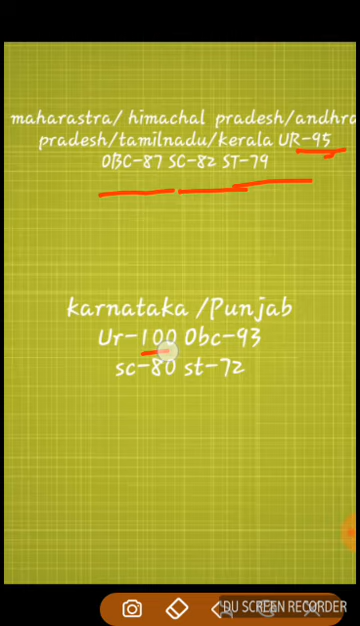 maharastra/ himachal pradesh/andhra
pradesh/tamilnadu/kerala UR-95
OBC-87 SC-82 ST-79
karnataka /Punjab
Ur-100 Obc-93
sc-80 st-72
DU SCREEN RECORDER